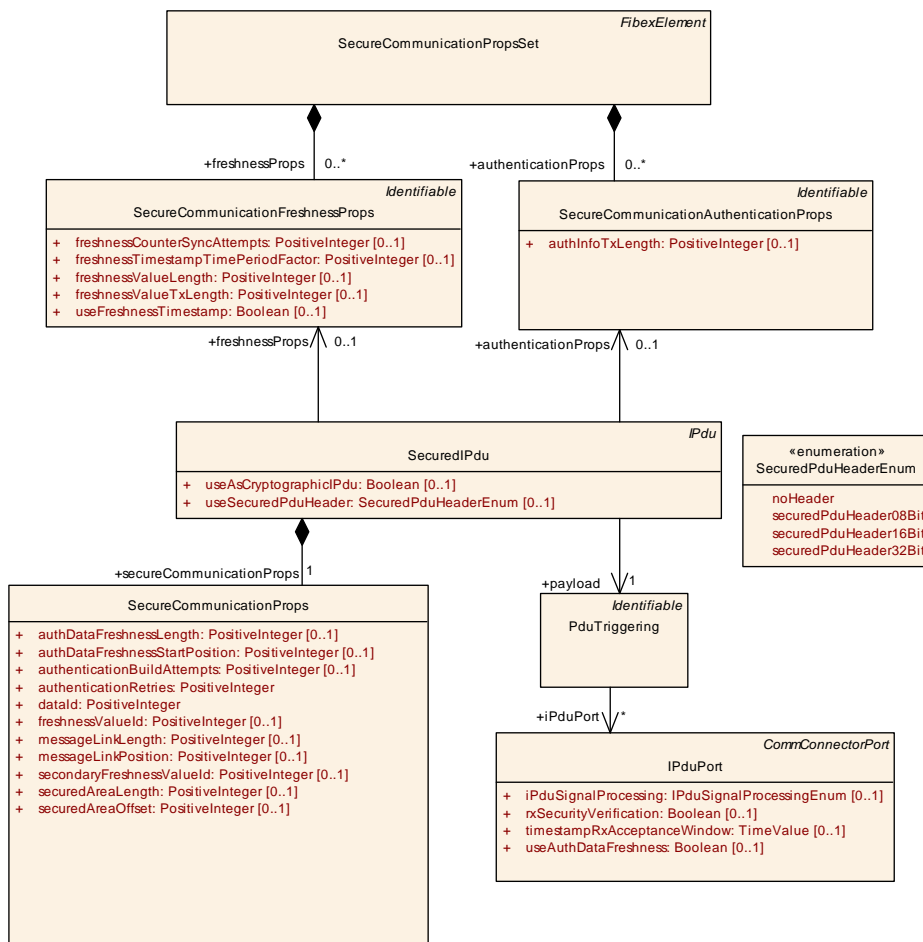 FibexElement
SecureCommunicationPropsSet
+freshnessProps 0..*
+authenticationProps 0..*
Identifiable
SecureCommunicationFreshnessProps
+ freshnessCounterSyncAttempts: PositiveInteger [0..1]
+ freshnessTimestampTimePeriodFactor: PositiveInteger [0..1]
+ freshnessValueLength: PositiveInteger [0..1]
+ freshnessValueTxLength: PositiveInteger [0..1]
+ useFreshnessTimestamp: Boolean [0..1]
Identifiable
SecureCommunicationAuthenticationProps
+ authInfoTxLength: PositiveInteger [0..1]
+freshnessProps 0..1
+authenticationProps 0..1
IPdu
SecuredIPdu
+ useAsCryptographicIPdu: Boolean [0..1]
+ useSecuredPduHeader: SecuredPduHeaderEnum [0..1]
«enumeration»
SecuredPduHeaderEnum
noHeader
securedPduHeader08Bit
securedPduHeader16Bit
securedPduHeader32Bit
+secureCommunicationProps 1
+payload 1
SecureCommunicationProps
+ authDataFreshnessLength: PositiveInteger [0..1]
+ authDataFreshnessStartPosition: PositiveInteger [0..1]
+ authenticationBuildAttempts: PositiveInteger [0..1]
+ authenticationRetries: PositiveInteger
+ dataId: PositiveInteger
+ freshnessValueId: PositiveInteger [0..1]
+ messageLinkLength: PositiveInteger [0..1]
+ messageLinkPosition: PositiveInteger [0..1]
+ secondaryFreshnessValueId: PositiveInteger [0..1]
+ securedAreaLength: PositiveInteger [0..1]
+ securedAreaOffset: PositiveInteger [0..1]
Identifiable
PduTriggering
+iPduPort *
CommConnectorPort
IPduPort
+ iPduSignalProcessing: IPduSignalProcessingEnum [0..1]
+ rxSecurityVerification: Boolean [0..1]
+ timestampRxAcceptanceWindow: TimeValue [0..1]
+ useAuthDataFreshness: Boolean [0..1]